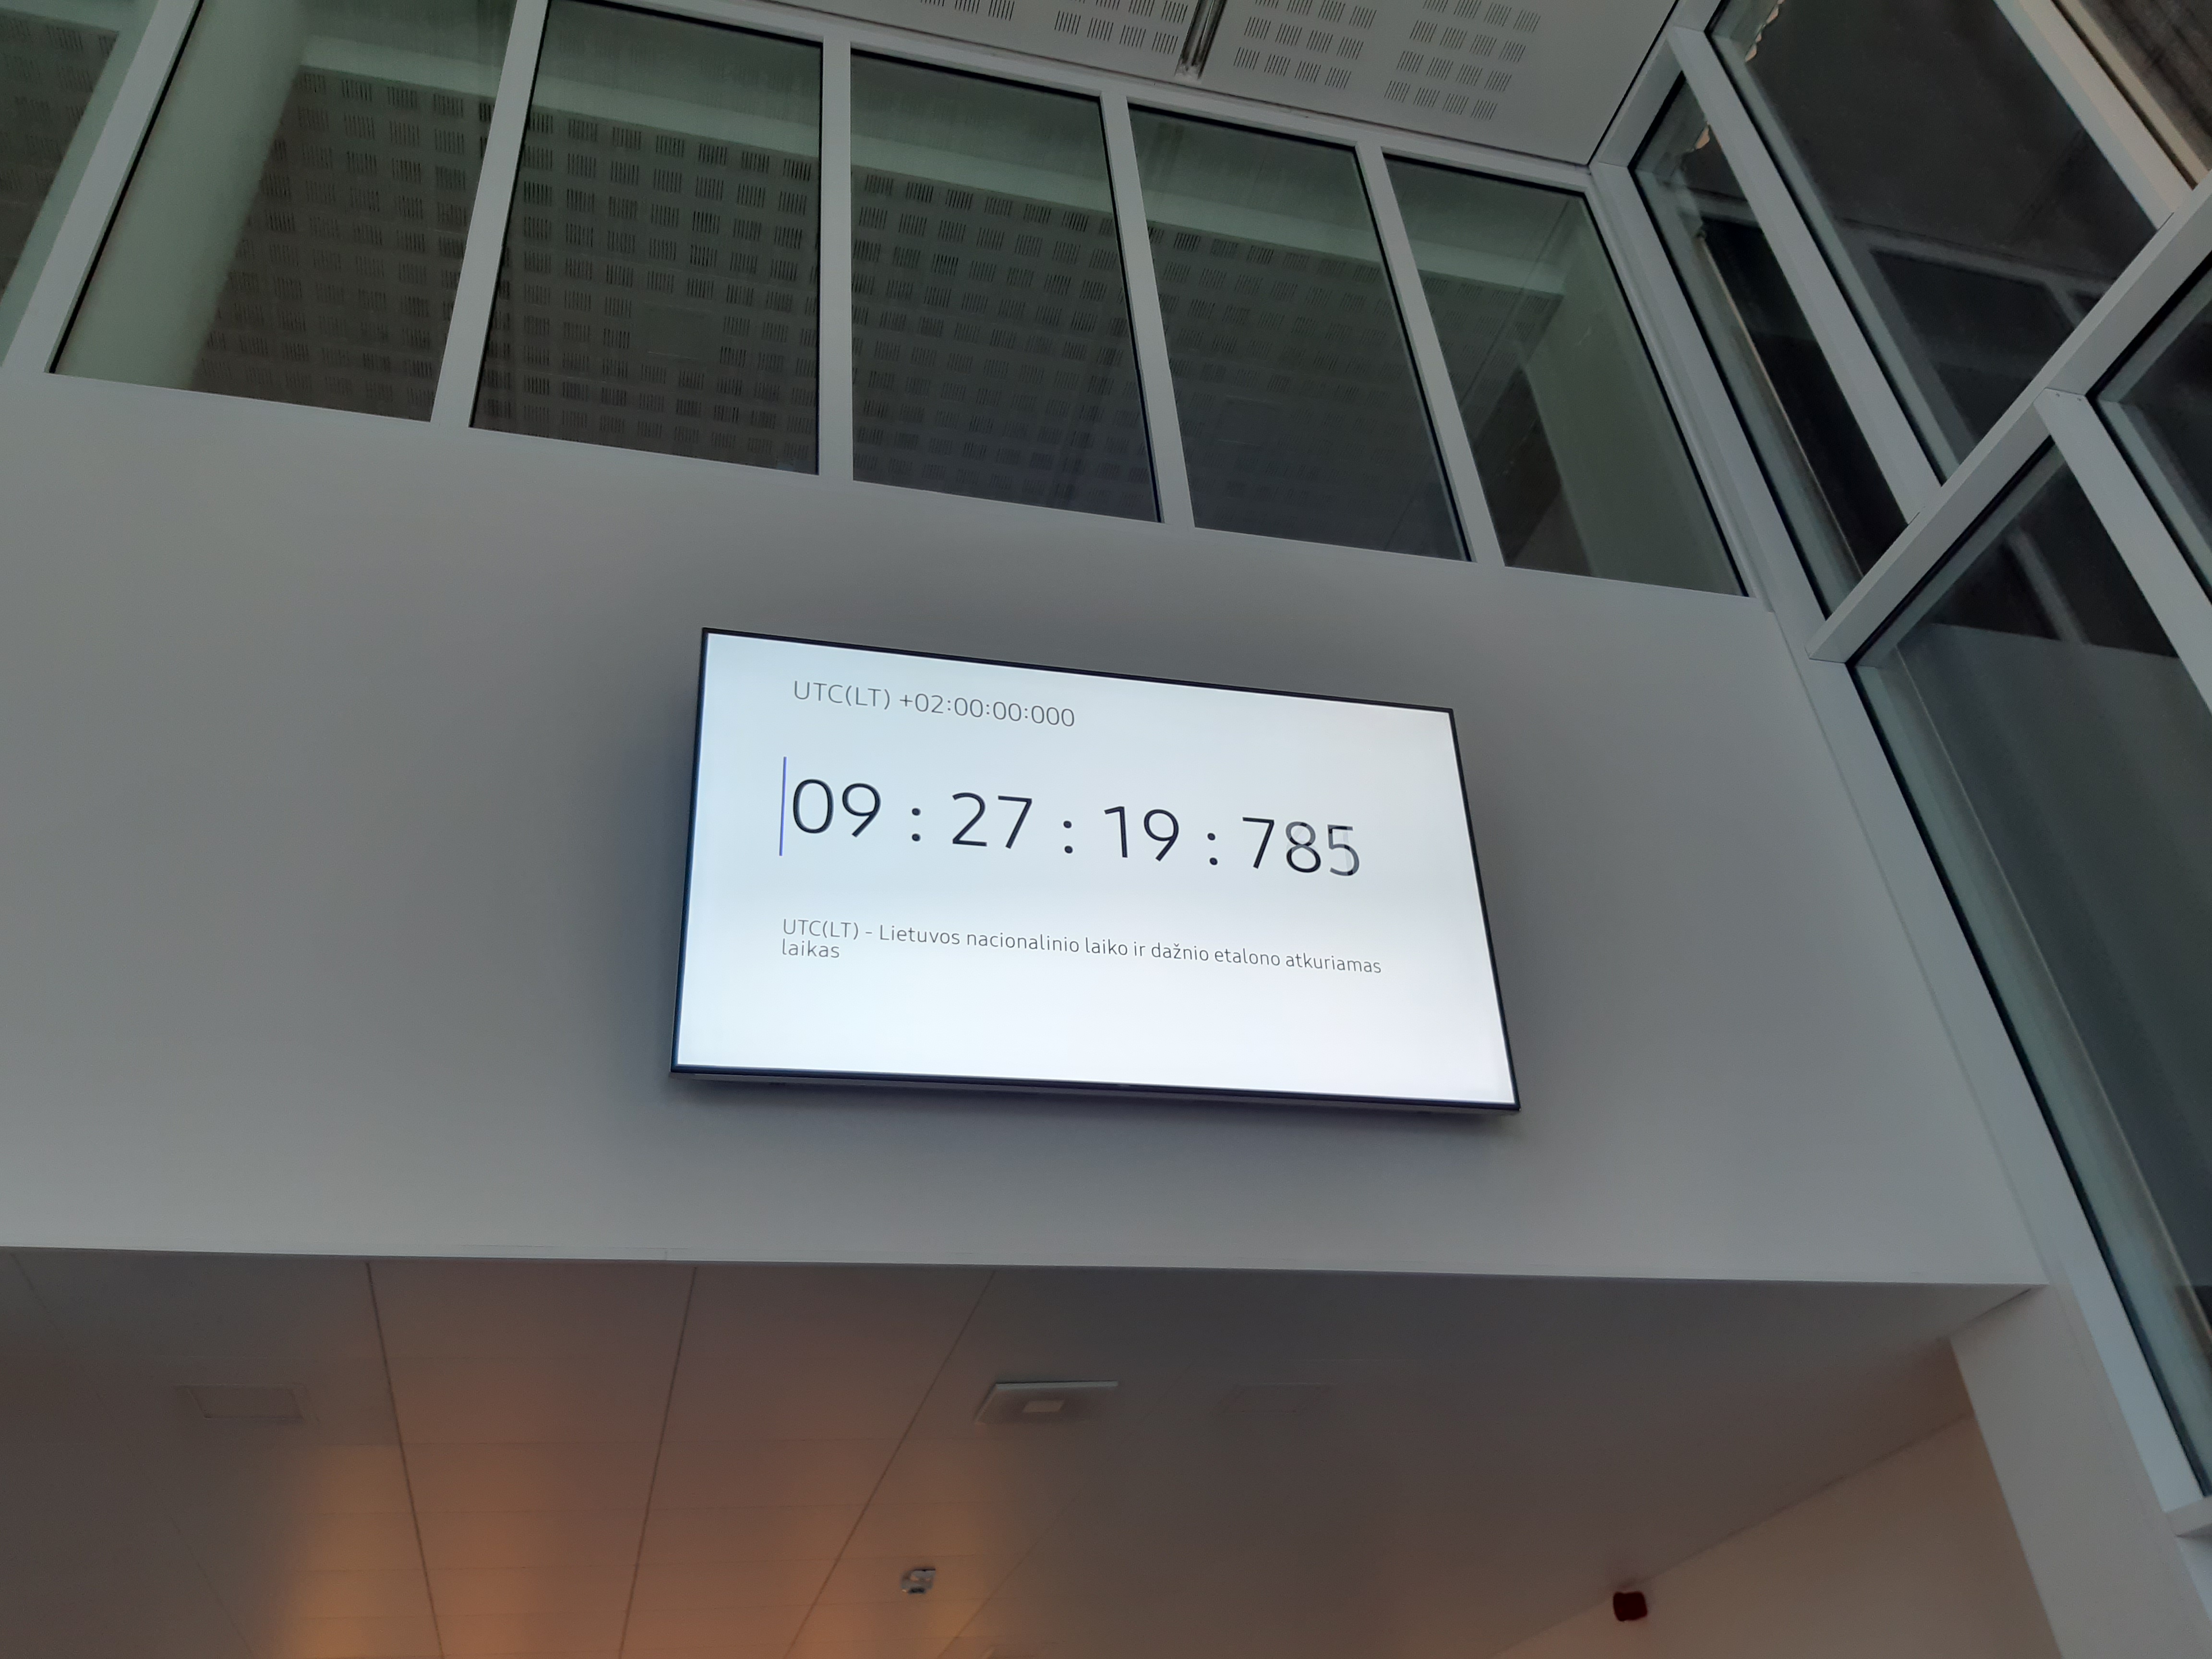 UTC(LT) +02:00:00:000
09 : 27 : 19 : 785
UTC(LT) - Lietuvos nacionalinio laiko ir dažnio etalono atkuriamas
laikas